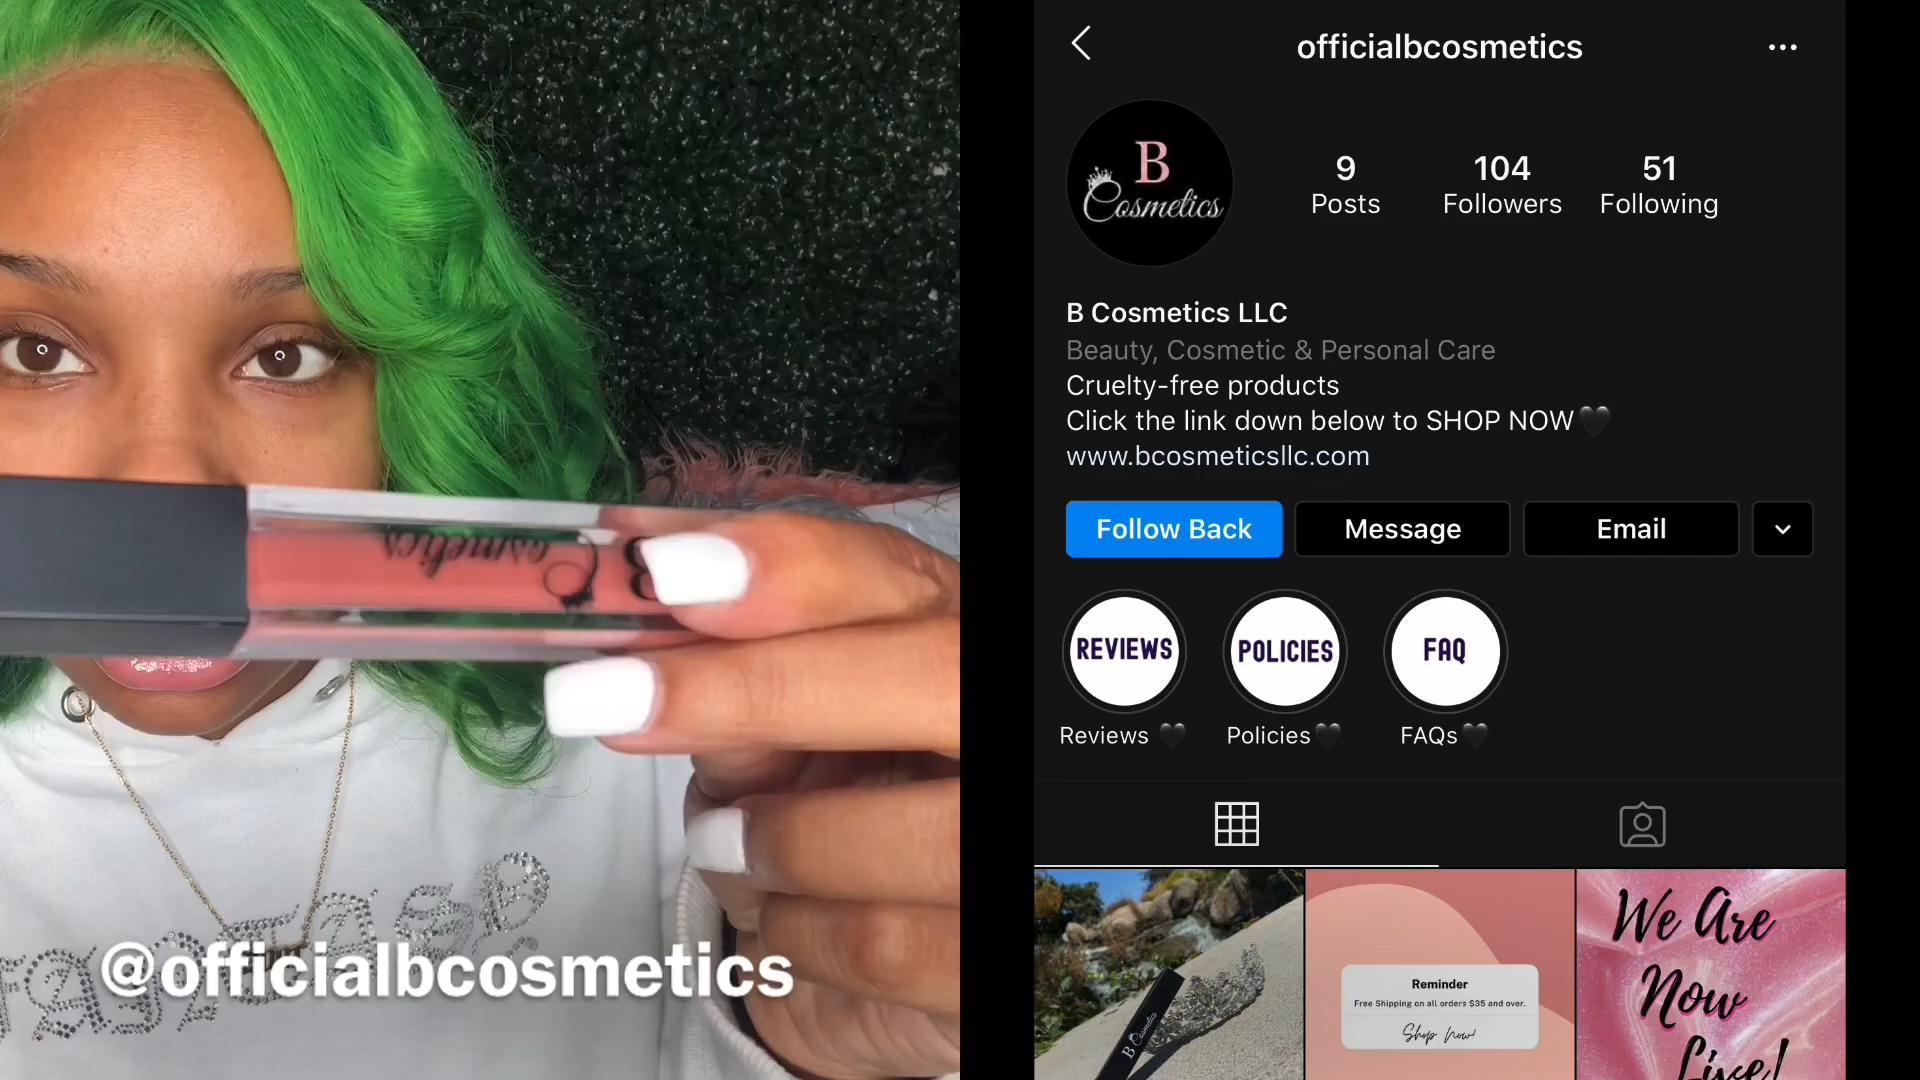 B
Cosmetics
@officialbcosmetics
officialbcosmetics
B
Cosmetics
9
Posts
104
Followers
51
Following
B Cosmetics LLC
Beauty, Cosmetic & Personal Care
Cruelty-free products
Click the link down below to SHOP NOW🖤
www.bcosmeticsllc.com
Follow Back
Message
Email
REVIEWS
POLICIES
FAQ
Reviews 🖤
Policies🖤
FAQs🖤
B Cosmetics
Reminder
Free Shipping on all orders $35 and over.
Shop Now!
We Are
Now
Live!